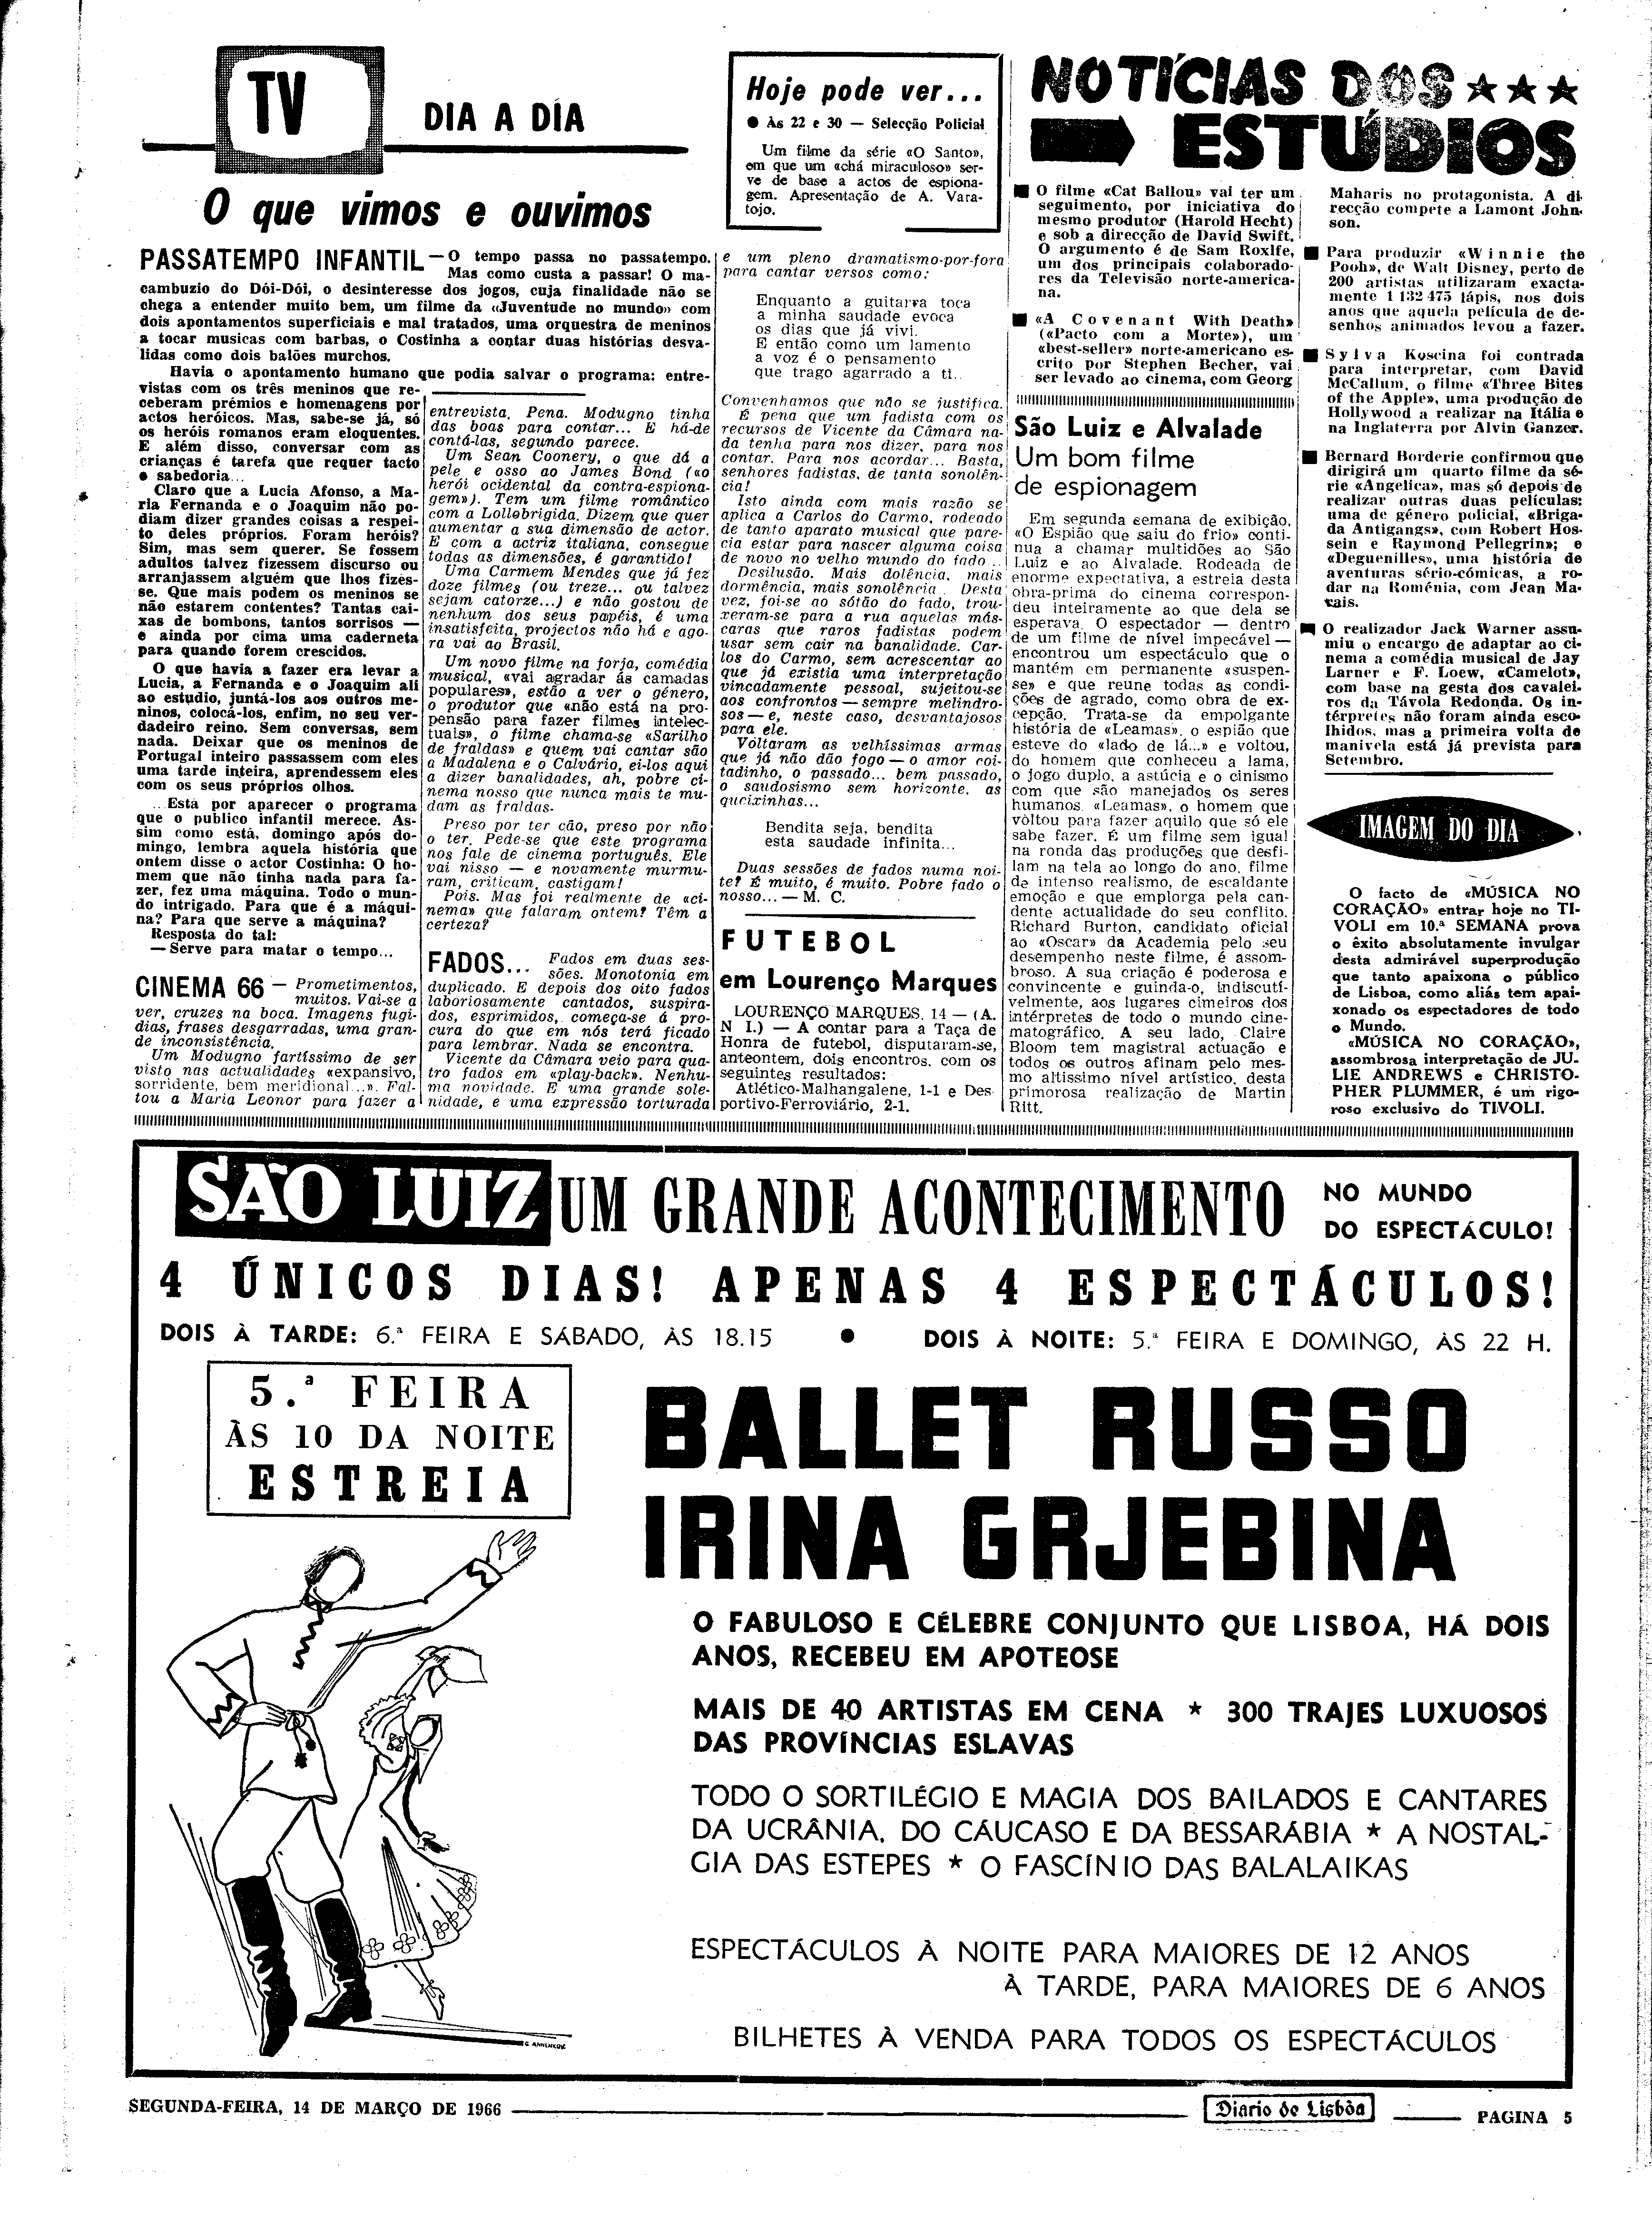 TV
DIA A DIA
O que vimos e ouvimos
PASSATEMPO INFANTIL — O tempo passa no passatempo.
Mas como custa a passar! O ma-
cambuzio do Dói-Dói, o desinteresse dos jogos, cuja finalidade não se
chega a entender muito bem, um filme da «Juventude no mundo» com
dois apontamentos superficiais e mal tratados, uma orquestra de meninos
a tocar musicas com barbas, o Costinha a contar duas histórias desva-
lidas como dois balões murchos.
Havia o apontamento humano que podia salvar o programa: entre-
vistas com os três meninos que re-
ceberam prémios e homenagens por
actos heróicos. Mas, sabe-se já, só
os heróis romanos eram eloquentes.
E além disso, conversar com as
crianças é tarefa que requer tacto
e sabedoria...
Claro que a Lucia Afonso, a Ma-
ria Fernanda e o Joaquim não po-
diam dizer grandes coisas a respei-
to deles próprios. Foram heróis?
Sim, mas sem querer. Se fossem
adultos talvez fizessem discurso ou
arranjassem alguém que lhos fizes-
se. Que mais podem os meninos se
não estarem contentes? Tantas cai-
xas de bombons, tantos sorrisos —
e ainda por cima uma caderneta
para quando forem crescidos.
O que havia a fazer era levar a
Lucia, a Fernanda e o Joaquim ali
ao estudio, juntá-los aos outros me-
ninos, colocá-los, enfim, no seu ver-
dadeiro reino. Sem conversas, sem
nada. Deixar que os meninos de
Portugal inteiro passassem com eles
uma tarde inteira, aprendessem eles
com os seus próprios olhos.
...Está por aparecer o programa
que o publico infantil merece. As-
sim como está, domingo após do-
mingo, lembra aquela história que
ontem disse o actor Costinha: O ho-
mem que não tinha nada para fa-
zer, fez uma máquina. Todo o mun-
do intrigado. Para que é a máqui-
na? Para que serve a máquina?
Resposta do tal:
— Serve para matar o tempo...
CINEMA 66 — Prometimentos,
muitos. Vai-se a
ver, cruzes na boca. Imagens fugi-
dias, frases desgarradas, uma gran-
de inconsistência.
Um Modugno fartíssimo de ser
visto nas actualidades «expansivo,
sorridente, bem meridional...». Fal-
tou a Maria Leonor para fazer a
entrevista. Pena. Modugno tinha
das boas para contar... E há-de
contá-las, segundo parece.
Um Sean Coonery, o que dá a
pele e osso ao James Bond («o
herói ocidental da contra-espiona-
gem»). Tem um filme romântico
com a Lollobrigida. Dizem que quer
aumentar a sua dimensão de actor.
E com a actriz italiana, consegue
todas as dimensões, é garantido!
Uma Carmem Mendes que já fez
doze filmes (ou treze... ou talvez
sejam catorze...) e não gostou de
nenhum dos seus papéis, é uma
insatisfeita, projectos não há e ago-
ra vai ao Brasil.
Um novo filme na forja, comédia
musical, «vai agradar ás camadas
populares», estão a ver o género,
o produtor que «não está na pro-
pensão para fazer filmes intelec-
tuais», o filme chama-se «Sarilho
de fraldas» e quem vai cantar são
a Madalena e o Calvário, ei-los aqui
a dizer banalidades, ah, pobre ci-
nema nosso que nunca mais te mu-
dam as fraldas.
Preso por ter cão, preso por não
o ter. Pede-se que este programa
nos fale de cinema português. Ele
vai nisso — e novamente murmu-
ram, criticam, castigam!
Pois. Mas foi realmente de «ci-
nema» que falaram ontem? Têm a
certeza?
FADOS... Fados em duas ses-
sões. Monotonia em
duplicado. E depois dos oito fados
laboriosamente cantados, suspira-
dos, esprimidos, começa-se á pro-
cura do que em nós terá ficado
para lembrar. Nada se encontra.
Vicente da Câmara veio para qua-
tro fados em «play-back». Nenhu-
ma novidade. E uma grande sole-
nidade, e uma expressão torturada
Hoje pode ver...
● Às 22 e 30 — Selecção Policial
Um filme da série «O Santo»,
em que um «chá miraculoso» ser-
ve de base a actos de espiona-
gem. Apresentação de A. Vara-
tojo.
e um pleno dramatismo-por-fora
para cantar versos como:
Enquanto a guitarra toca
a minha saudade evoca
os dias que já vivi.
E então como um lamento
a voz é o pensamento
que trago agarrado a ti..
Convenhamos que não se justifica.
É pena que um fadista com os
recursos de Vicente da Câmara na-
da tenha para nos dizer, para nos
contar. Para nos acordar... Basta,
senhores fadistas, de tanta sonolên-
cia!
Isto ainda com mais razão se
aplica a Carlos do Carmo, rodeado
de tanto aparato musical que pare-
cia estar para nascer alguma coisa
de novo no velho mundo do fado...
Desilusão. Mais dolência, mais
dormência, mais sonolência. Desta
vez, foi-se ao sótão do fado, trou-
xeram-se para a rua aquelas más-
caras que raros fadistas podem
usar sem cair na banalidade. Car-
los do Carmo, sem acrescentar ao
que já existia uma interpretação
vincadamente pessoal, sujeitou-se
aos confrontos — sempre melindro-
sos — e, neste caso, desvantajosos
para ele.
Voltaram as velhíssimas armas
que já não dão fogo — o amor coi-
tadinho, o passado... bem passado,
o saudosismo sem horizonte, as
queixinhas...
Bendita seja, bendita
esta saudade infinita...
Duas sessões de fados numa noi-
te? É muito, é muito. Pobre fado o
nosso... — M. C.
FUTEBOL
em Lourenço Marques
LOURENÇO MARQUES, 14 — (A.
N I.) — A contar para a Taça de
Honra de futebol, disputaram-se,
anteontem, dois encontros, com os
seguintes resultados:
Atlético-Malhangalene, 1-1 e Des-
portivo-Ferroviário, 2-1.
NOTÍCIAS DOS ★★★
ESTÚDIOS
■ O filme «Cat Ballou» vai ter um
seguimento, por iniciativa do
mesmo produtor (Harold Hecht)
e sob a direcção de David Swift.
O argumento é de Sam Roxlfe,
um dos principais colaborado-
res da Televisão norte-america-
na.
■ «A Covenant With Death»
(«Pacto com a Morte»), um
«best-seller» norte-americano es-
crito por Stephen Becher, vai
ser levado ao cinema, com Georg
São Luiz e Alvalade
Um bom filme
de espionagem
Em segunda semana de exibição,
«O Espião que saiu do frio» conti-
nua a chamar multidões ao São
Luiz e ao Alvalade. Rodeada de
enorme expectativa, a estreia desta
obra-prima do cinema correspon-
deu inteiramente ao que dela se
esperava. O espectador — dentro
de um filme de nível impecável —
encontrou um espectáculo que o
mantém em permanente «suspen-
se» e que reune todas as condi-
ções de agrado, como obra de ex-
cepção. Trata-se da empolgante
história de «Leamas», o espião que
esteve do «lado de lá...» e voltou,
do homem que conheceu a lama,
o jogo duplo, a astúcia e o cinismo
com que são manejados os seres
humanos. «Leamas», o homem que
voltou para fazer aquilo que só ele
sabe fazer. É um filme sem igual
na ronda das produções que desfi-
lam na tela ao longo do ano, filme
de intenso realismo, de escaldante
emoção e que emplorga pela can-
dente actualidade do seu conflito.
Richard Burton, candidato oficial
ao «Oscar» da Academia pelo seu
desempenho neste filme, é assom-
broso. A sua criação é poderosa e
convincente e guinda-o, indiscuti-
velmente, aos lugares cimeiros dos
intérpretes de todo o mundo cine-
matográfico. A seu lado, Claire
Bloom tem magistral actuação e
todos os outros afinam pelo mes-
mo altíssimo nível artístico, desta
primorosa realização de Martin
Ritt.
Maharis no protagonista. A di
recção compete a Lamont John-
son.
■ Para produzir «Winnie the
Pooh», de Walt Disney, perto de
200 artistas utilizaram exacta-
mente 1 132 475 lápis, nos dois
anos que aquela película de de-
senhos animados levou a fazer.
■ Sylva Koscina foi contrada
para interpretar, com David
McCallum, o filme «Three Bites
of the Apple», uma produção de
Hollywood a realizar na Itália e
na Inglaterra por Alvin Ganzer.
■ Bernard Borderie confirmou que
dirigirá um quarto filme da sé-
rie «Angelica», mas só depois de
realizar outras duas películas:
uma de género policial, «Briga-
da Antigangs», com Robert Hos-
sein e Raymond Pellegrin»; e
«Deguenilles», uma história de
aventuras sério-cómicas, a ro-
dar na Roménia, com Jean Ma-
rais.
■ O realizador Jack Warner assu-
miu o encargo de adaptar ao ci-
nema a comédia musical de Jay
Larner e F. Loew, «Camelot»,
com base na gesta dos cavalei-
ros da Távola Redonda. Os in-
térpretes não foram ainda esco-
lhidos, mas a primeira volta de
manivela está já prevista para
Setembro.
IMAGEM DO DIA
O facto de «MÚSICA NO
CORAÇÃO» entrar hoje no TI-
VOLI em 10.ª SEMANA prova
o êxito absolutamente invulgar
desta admirável superprodução
que tanto apaixona o público
de Lisboa, como aliás tem apai-
xonado os espectadores de todo
o Mundo.
«MÚSICA NO CORAÇÃO»,
assombrosa interpretação de JU-
LIE ANDREWS e CHRISTO-
PHER PLUMMER, é um rigo-
roso exclusivo do TIVOLI.
SÃO LUIZ UM GRANDE ACONTECIMENTO NO MUNDO
DO ESPECTÁCULO!
4 ÚNICOS DIAS! APENAS 4 ESPECTÁCULOS!
DOIS À TARDE: 6.ª FEIRA E SÁBADO, ÀS 18.15 ● DOIS À NOITE: 5.ª FEIRA E DOMINGO, ÀS 22 H.
5.ª FEIRA
ÀS 10 DA NOITE
ESTREIA
BALLET RUSSO
IRINA GRJEBINA
O FABULOSO E CÉLEBRE CONJUNTO QUE LISBOA, HÁ DOIS
ANOS, RECEBEU EM APOTEOSE
MAIS DE 40 ARTISTAS EM CENA ★ 300 TRAJES LUXUOSOS
DAS PROVÍNCIAS ESLAVAS
TODO O SORTILÉGIO E MAGIA DOS BAILADOS E CANTARES
DA UCRÂNIA, DO CÁUCASO E DA BESSARÁBIA ★ A NOSTAL-
GIA DAS ESTEPES ★ O FASCÍNIO DAS BALALAIKAS
ESPECTÁCULOS À NOITE PARA MAIORES DE 12 ANOS
À TARDE, PARA MAIORES DE 6 ANOS
BILHETES À VENDA PARA TODOS OS ESPECTÁCULOS
G ANNENKOV
SEGUNDA-FEIRA, 14 DE MARÇO DE 1966
Diario de Lisbôa
PAGINA 5